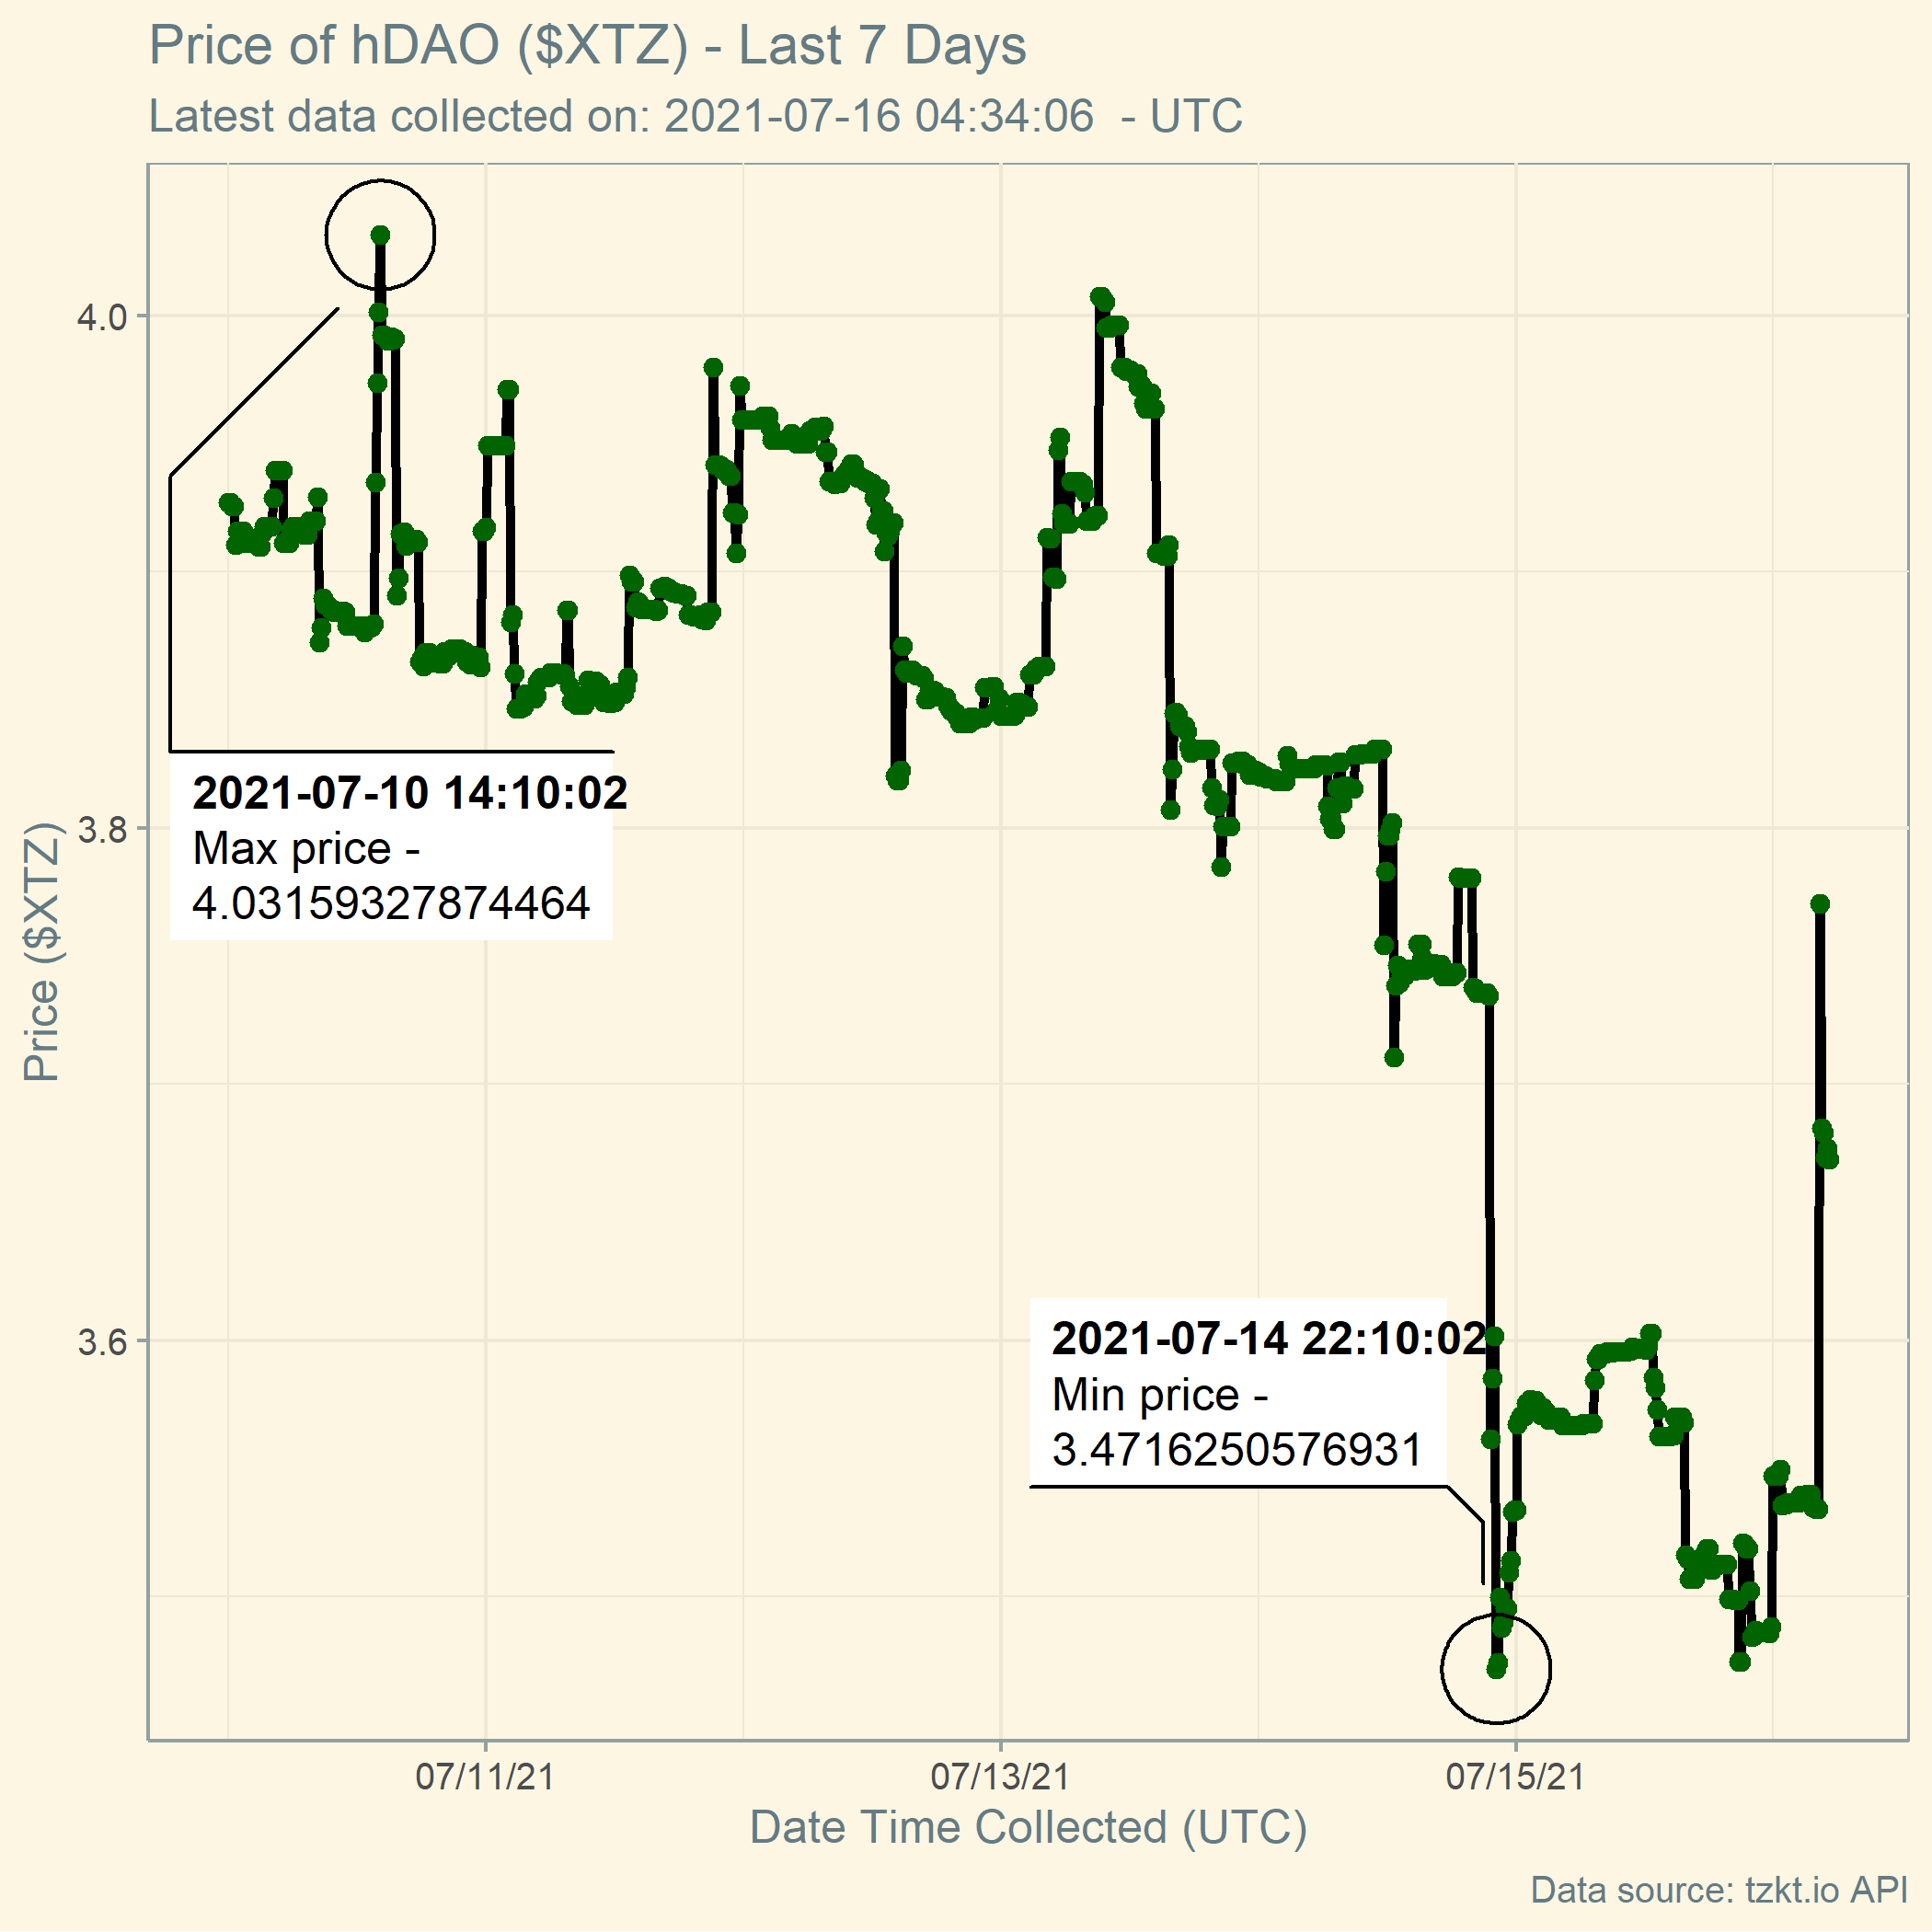 Price of hDAO ($XTZ) - Last 7 Days
Latest data collected on: 2021-07-16 04:34:06  - UTC
4.0
3.8
3.6
Price ($XTZ)
2021-07-10 14:10:02
Max price -
4.03159327874464
2021-07-14 22:10:02
Min price -
3.4716250576931
07/11/21
07/13/21
07/15/21
Date Time Collected (UTC)
Data source: tzkt.io API